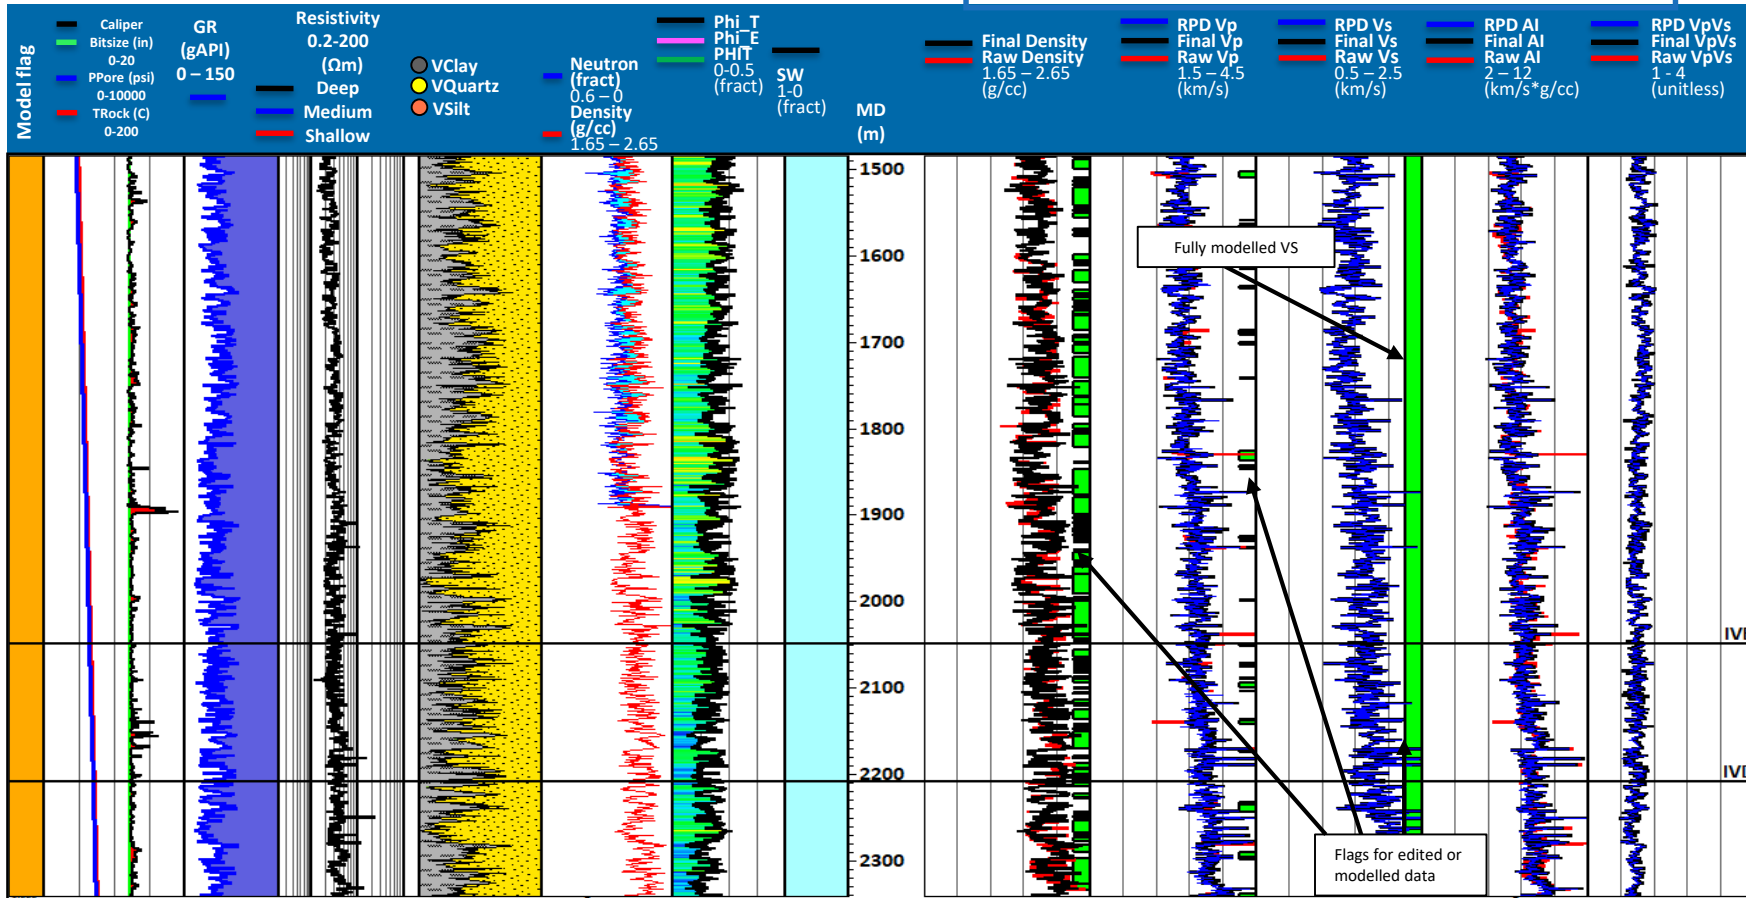 Model flag
Caliper
Bitsize (in)
0-20
PPore (psi)
0-10000
TRock (C)
0-200
GR
(gAPI)
0 – 150
Resistivity
0.2-200
(Ωm)
Deep
Medium
Shallow
VClay
VQuartz
VSilt
Neutron
(fract)
0.6 – 0
Density
(g/cc)
1.65 – 2.65
Phi_T
Phi_E
PHIT
0-0.5
(fract)
SW
1-0
(fract)
MD
(m)
Final Density
Raw Density
1.65 – 2.65
(g/cc)
RPD Vp
Final Vp
Raw Vp
1.5 – 4.5
(km/s)
RPD Vs
Final Vs
Raw Vs
0.5 – 2.5
(km/s)
RPD AI
Final AI
Raw AI
2 – 12
(km/s*g/cc)
RPD VpVs
Final VpVs
Raw VpVs
1 - 4
(unitless)
1500
1600
1700
1800
1900
2000
2100
2200
2300
Fully modelled VS
Flags for edited or
modelled data